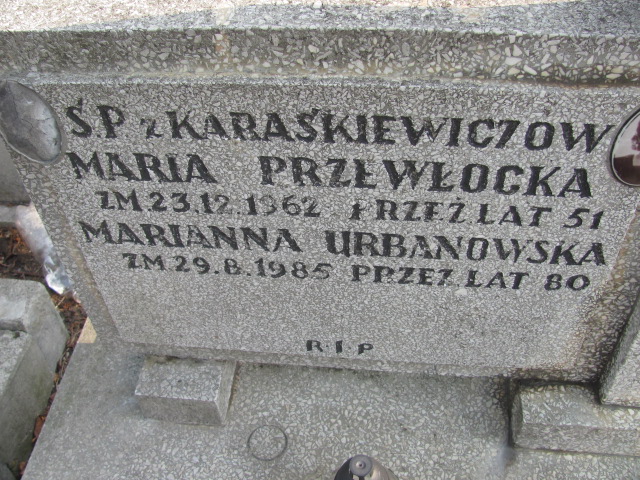 Ś.P. z KARAŚKIEWICZÓW
MARIA PRZEWŁOCKA
ZM. 23.12.1962 PRZEŻ. LAT 51
MARIANNA URBANOWSKA
ZM. 29.8.1985 PRZEŻ. LAT 80
R.I.P